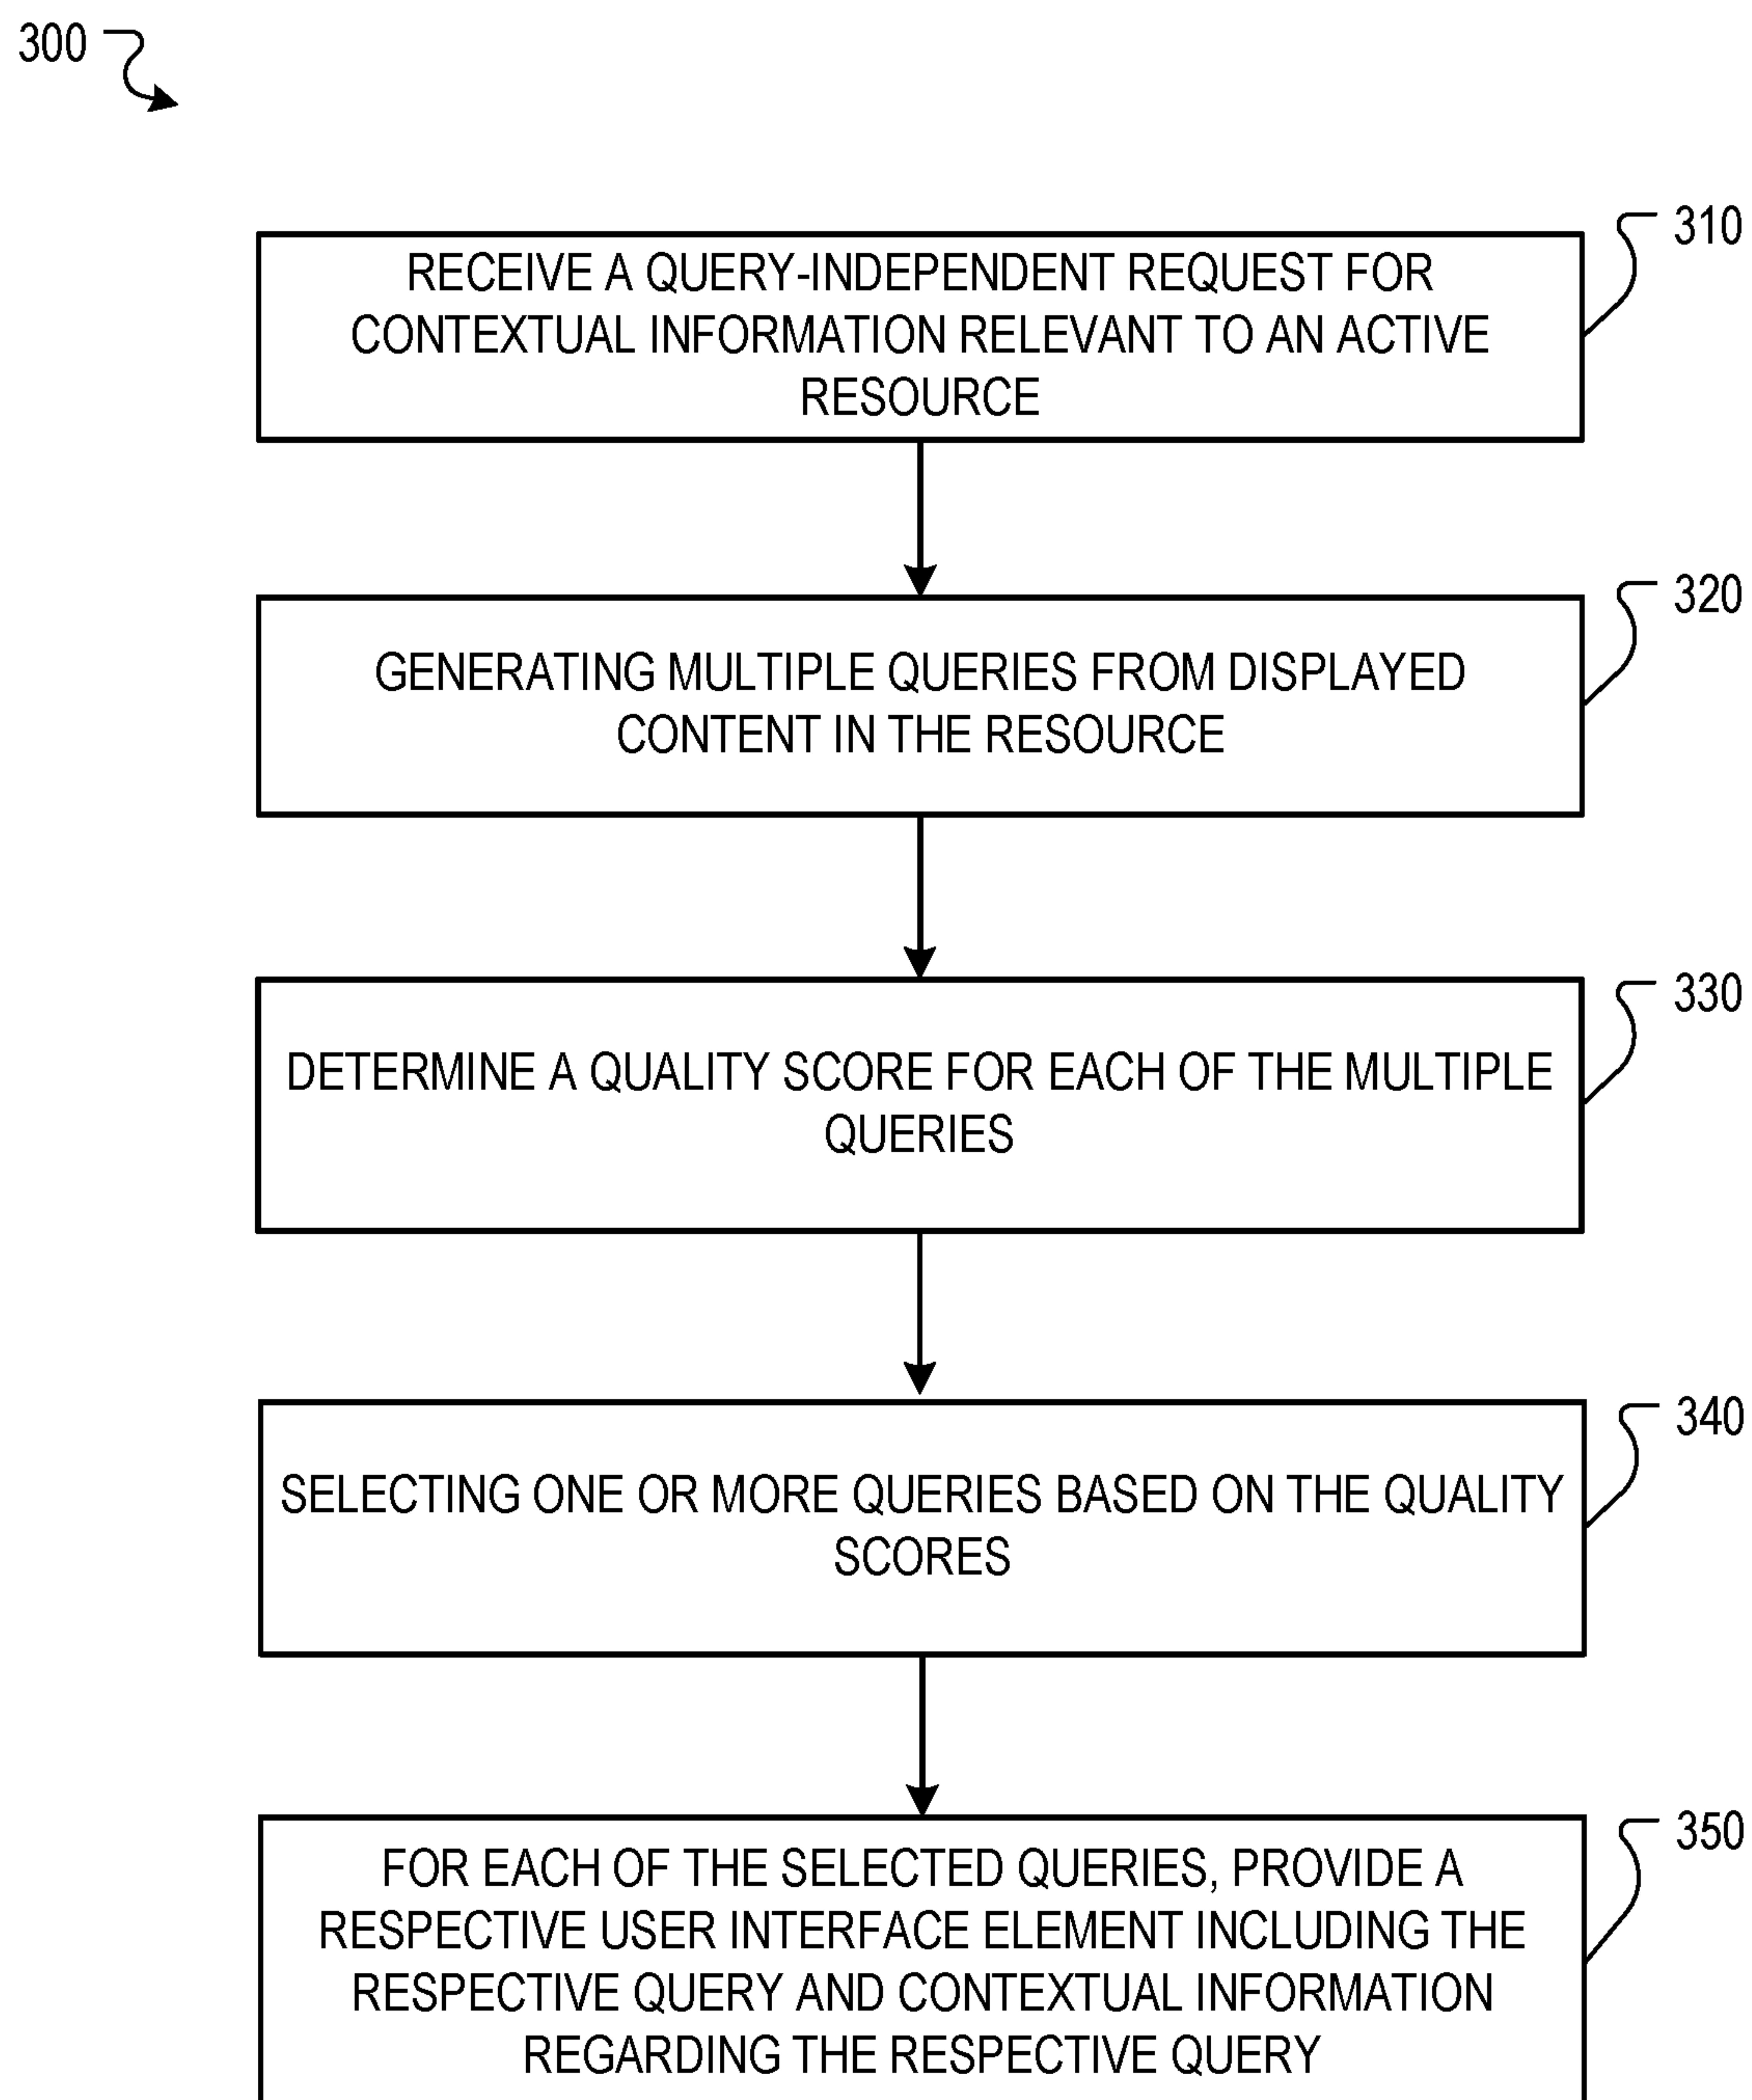 300
310
RECEIVE A QUERY-INDEPENDENT REQUEST FOR
CONTEXTUAL INFORMATION RELEVANT TO AN ACTIVE
RESOURCE
320
GENERATING MULTIPLE QUERIES FROM DISPLAYED
CONTENT IN THE RESOURCE
330
DETERMINE A QUALITY SCORE FOR EACH OF THE MULTIPLE
QUERIES
340
SELECTING ONE OR MORE QUERIES BASED ON THE QUALITY
SCORES
350
FOR EACH OF THE SELECTED QUERIES, PROVIDE A
RESPECTIVE USER INTERFACE ELEMENT INCLUDING THE
RESPECTIVE QUERY AND CONTEXTUAL INFORMATION
REGARDING THE RESPECTIVE QUERY